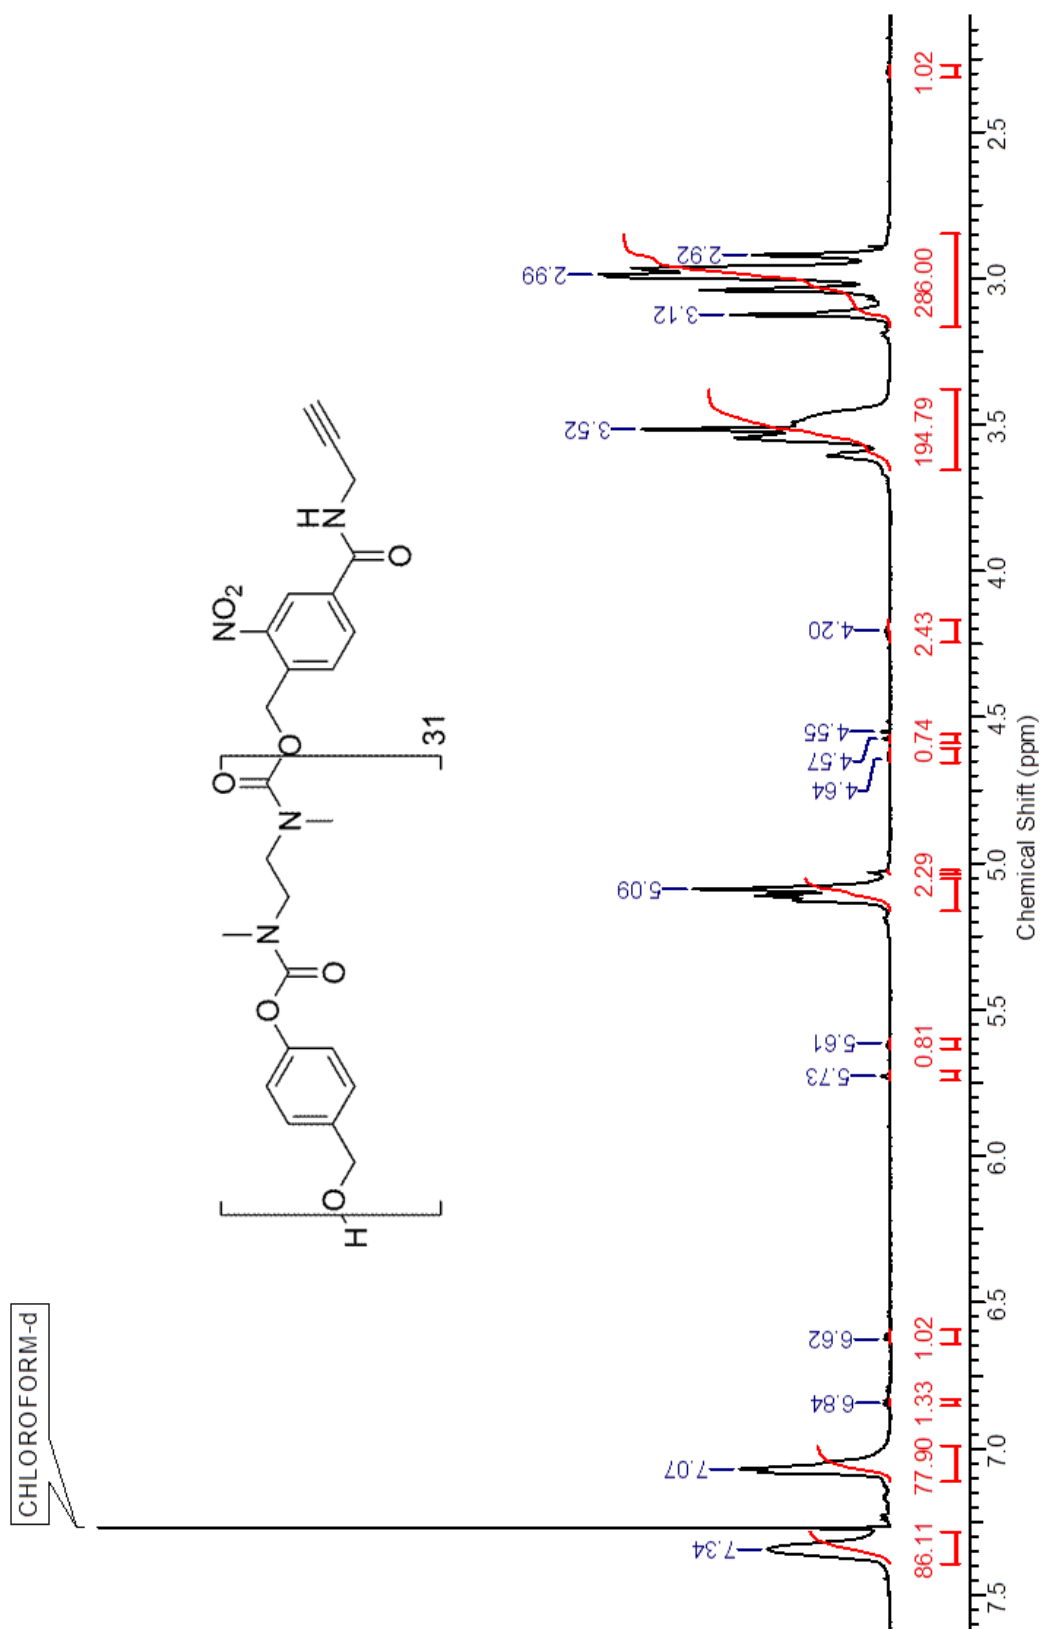 CHLOROFORM-d
H
O
O
O
N
N
O
O
31
NO2
O
H
N
7.34
7.07
6.84
6.62
5.73
5.61
5.09
4.64
4.57
4.55
4.20
3.52
3.12
2.99
2.92
86.11
77.90
1.33
1.02
0.81
2.29
0.74
2.43
194.79
286.00
1.02
7.5
7.0
6.5
6.0
5.5
5.0
4.5
4.0
3.5
3.0
2.5
Chemical Shift (ppm)